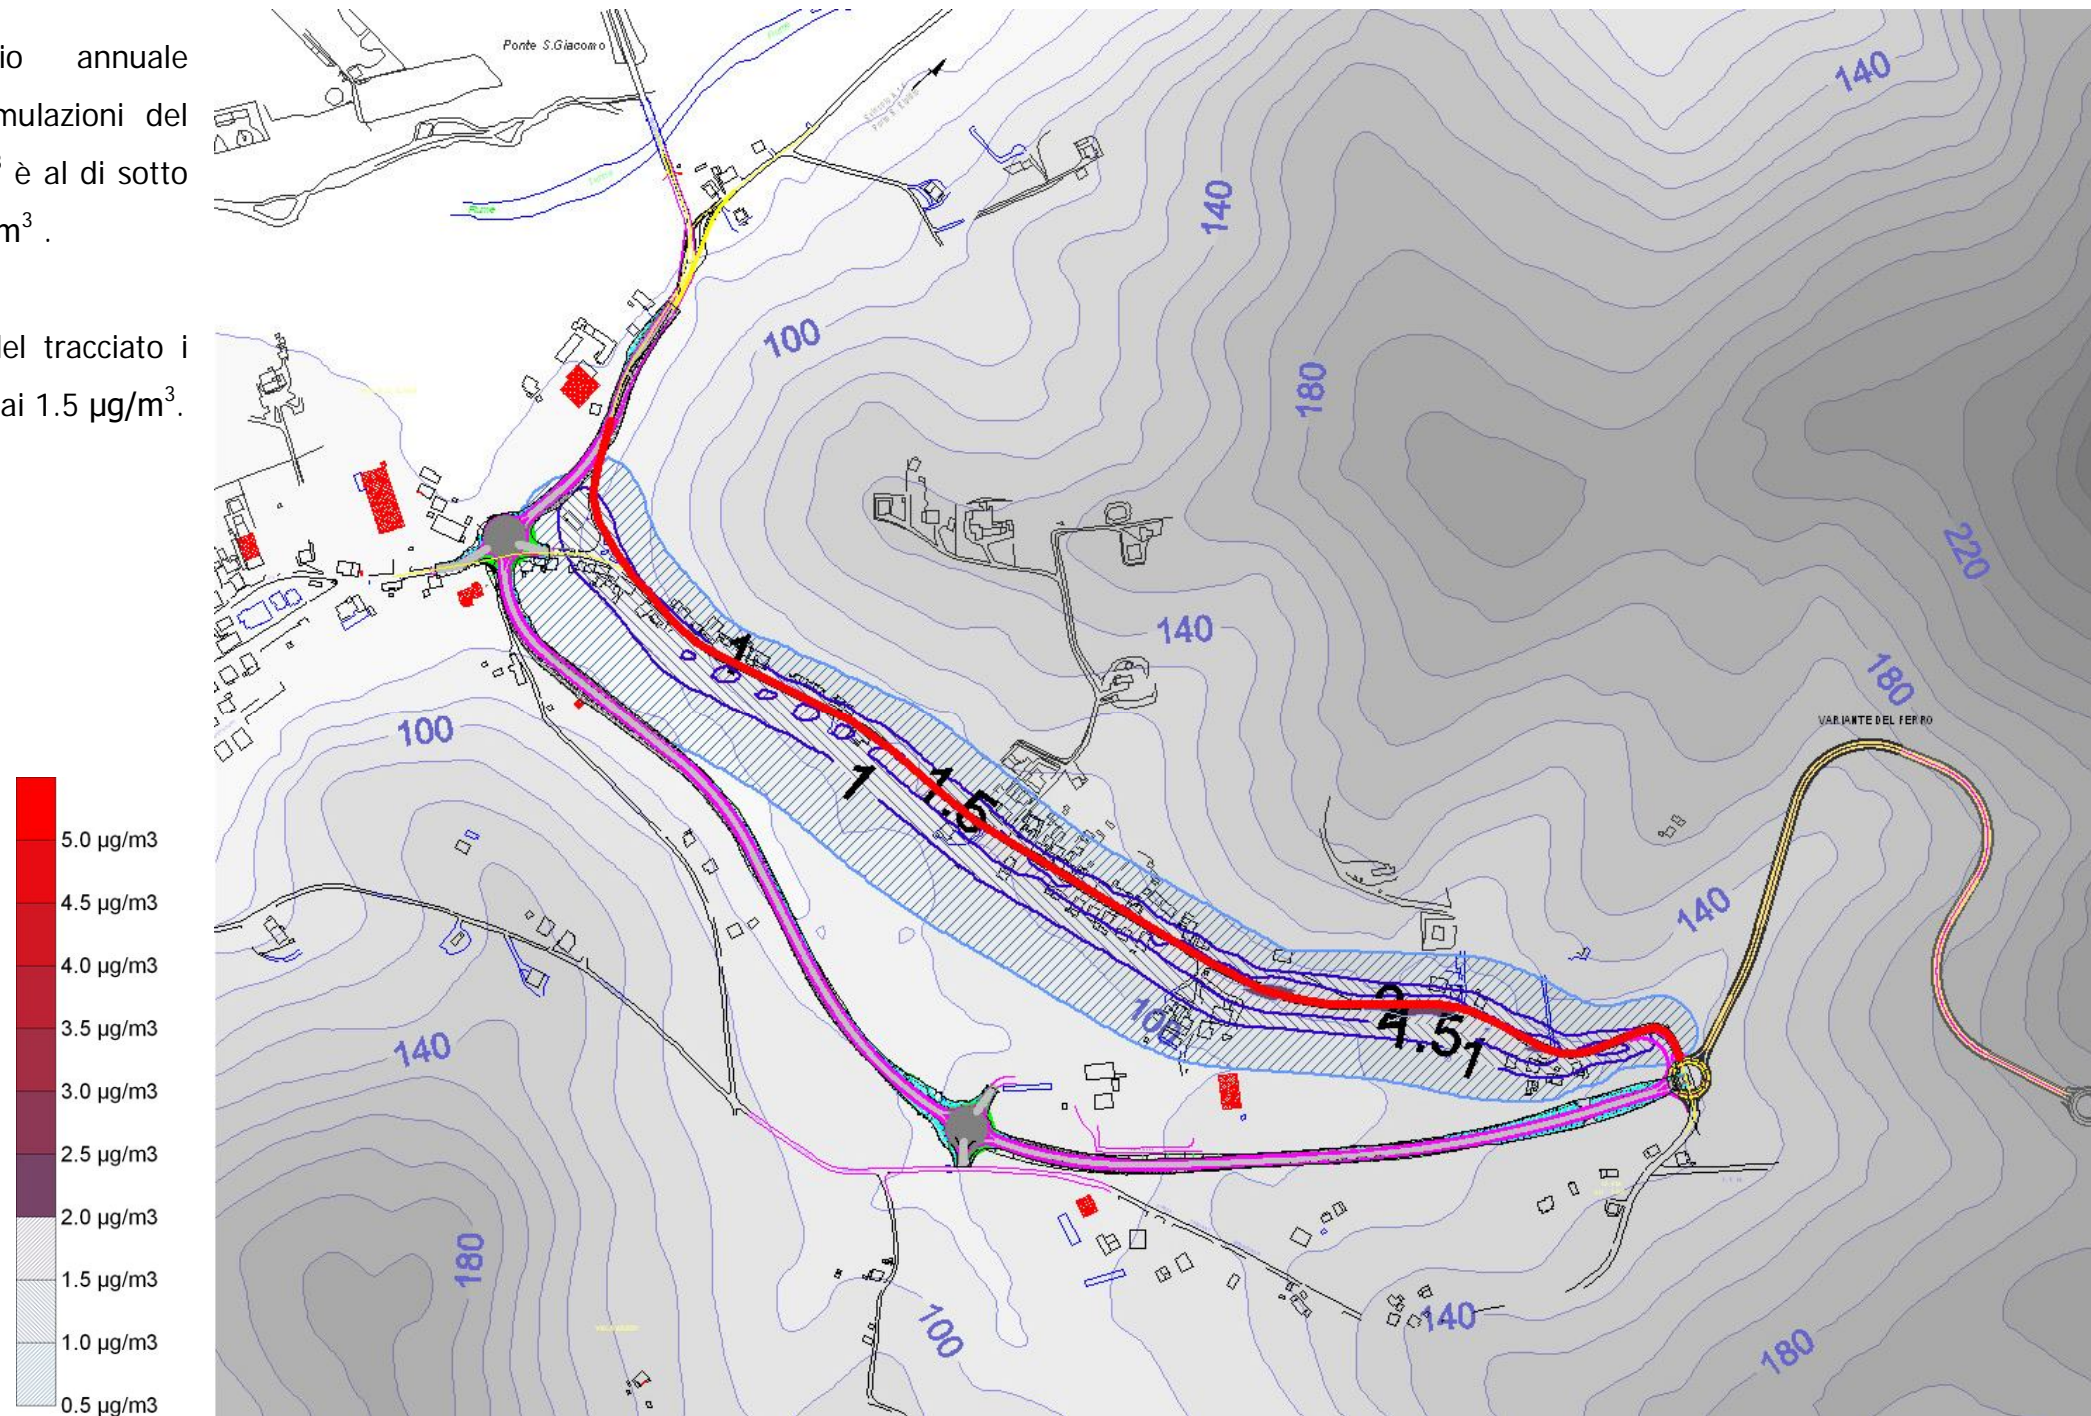 io annuale
mulazioni del
³ è al di sotto
m³ .
del tracciato i
ai 1.5 µg/m³.
Ponte S.Giacomo
Fiume
140
140
100
180
220
140
180
VARIANTE DEL FERRO
100
1
1
1.5
140
2
4.5
1
100
140
180
100
140
180
5.0 µg/m3
4.5 µg/m3
4.0 µg/m3
3.5 µg/m3
3.0 µg/m3
2.5 µg/m3
2.0 µg/m3
1.5 µg/m3
1.0 µg/m3
0.5 µg/m3